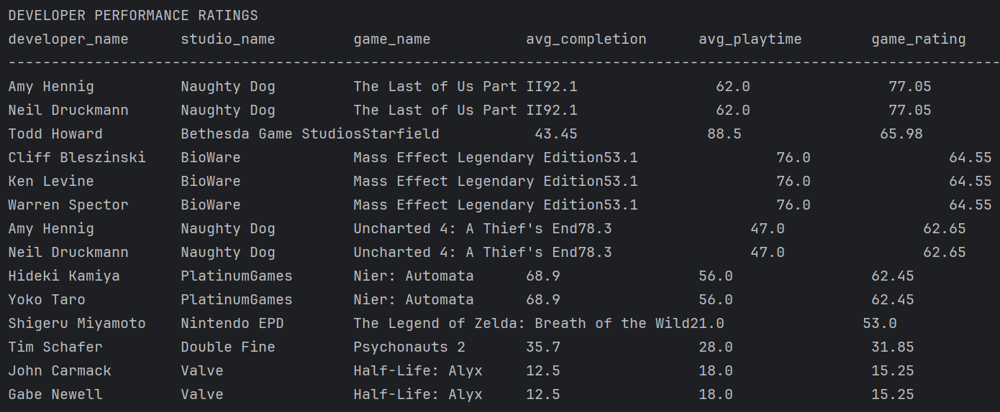 DEVELOPER PERFORMANCE RATINGS
developer_name      studio_name         game_name           avg_completion      avg_playtime        game_rating
-------------------------------------------------------------------------------------------------------------------
Amy Hennig          Naughty Dog         The Last of Us Part II92.1                62.0                77.05
Neil Druckmann      Naughty Dog         The Last of Us Part II92.1                62.0                77.05
Todd Howard         Bethesda Game StudiosStarfield           43.45               88.5                65.98
Cliff Bleszinski    BioWare             Mass Effect Legendary Edition53.1                76.0                64.55
Ken Levine          BioWare             Mass Effect Legendary Edition53.1                76.0                64.55
Warren Spector      BioWare             Mass Effect Legendary Edition53.1                76.0                64.55
Amy Hennig          Naughty Dog         Uncharted 4: A Thief's End78.3                47.0                62.65
Neil Druckmann      Naughty Dog         Uncharted 4: A Thief's End78.3                47.0                62.65
Hideki Kamiya       PlatinumGames       Nier: Automata      68.9                56.0                62.45
Yoko Taro           PlatinumGames       Nier: Automata      68.9                56.0                62.45
Shigeru Miyamoto    Nintendo EPD        The Legend of Zelda: Breath of the Wild21.0                53.0
Tim Schafer         Double Fine         Psychonauts 2       35.7                28.0                31.85
John Carmack        Valve               Half-Life: Alyx     12.5                18.0                15.25
Gabe Newell         Valve               Half-Life: Alyx     12.5                18.0                15.25